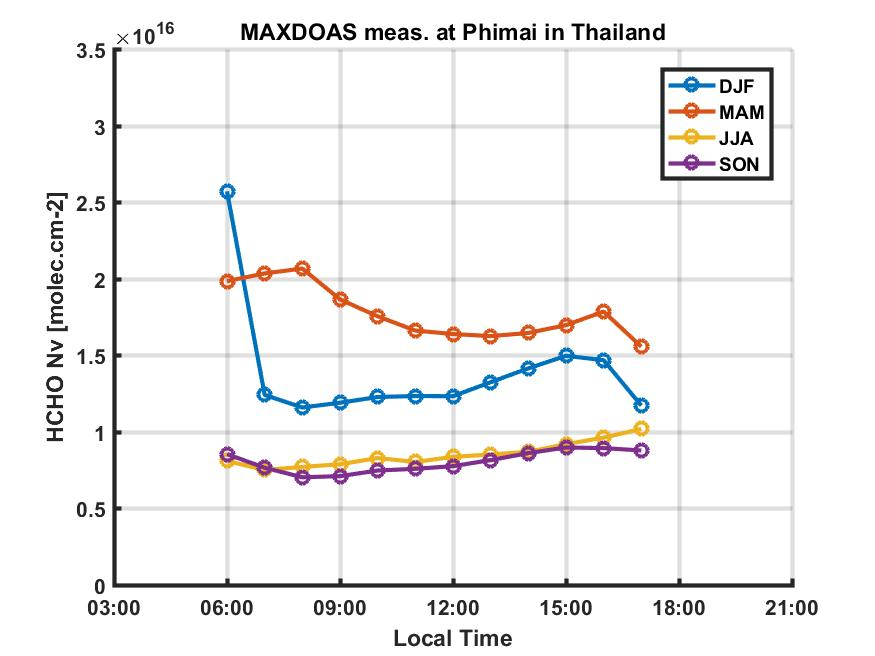 MAXDOAS meas. at Phimai in Thailand
×10^16
3.5
3
2.5
2
1.5
1
0.5
0
HCHO Nv [molec.cm-2]
DJF
MAM
JJA
SON
03:00 06:00 09:00 12:00 15:00 18:00 21:00
Local Time